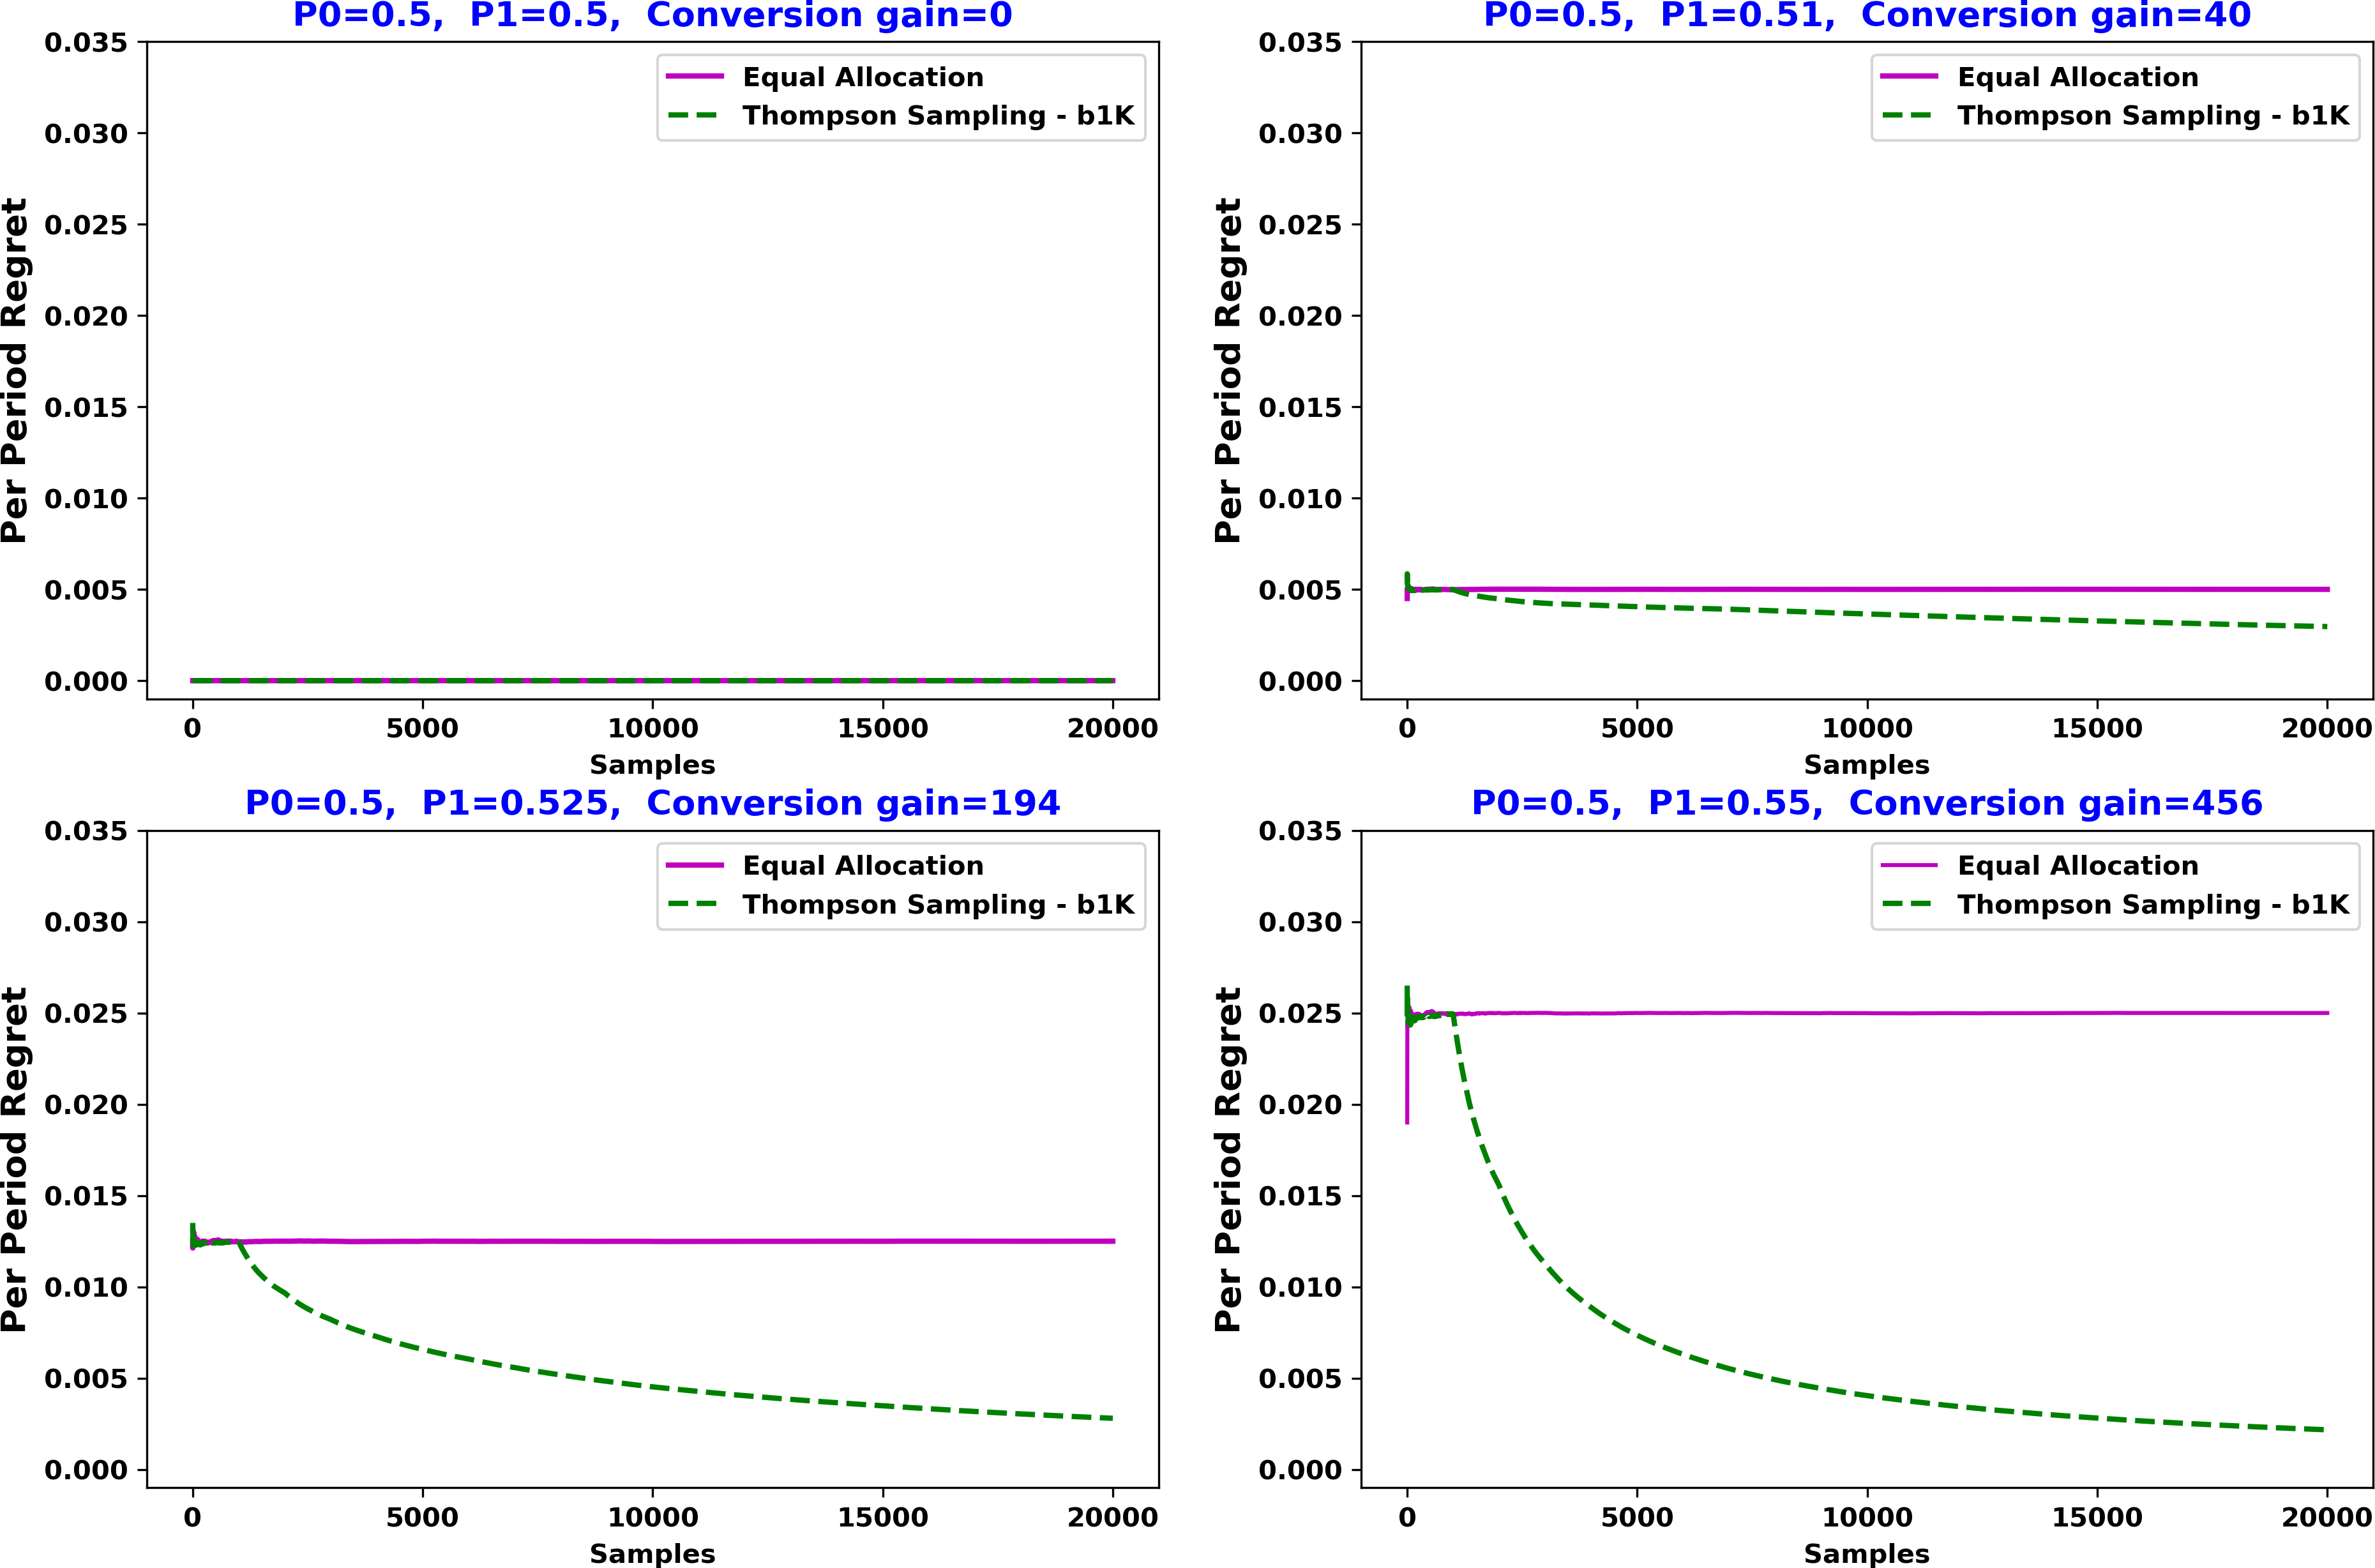 P0=0.5,  P1=0.5,  Conversion gain=0
0.035
0.030
0.025
0.020
0.015
0.010
0.005
0.000
Per Period Regret
Equal Allocation
Thompson Sampling - b1K
0 5000 10000 15000 20000
Samples
P0=0.5,  P1=0.51,  Conversion gain=40
0.035
0.030
0.025
0.020
0.015
0.010
0.005
0.000
Per Period Regret
Equal Allocation
Thompson Sampling - b1K
0 5000 10000 15000 20000
Samples
P0=0.5,  P1=0.525,  Conversion gain=194
0.035
0.030
0.025
0.020
0.015
0.010
0.005
0.000
Per Period Regret
Equal Allocation
Thompson Sampling - b1K
0 5000 10000 15000 20000
Samples
P0=0.5,  P1=0.55,  Conversion gain=456
0.035
0.030
0.025
0.020
0.015
0.010
0.005
0.000
Per Period Regret
Equal Allocation
Thompson Sampling - b1K
0 5000 10000 15000 20000
Samples